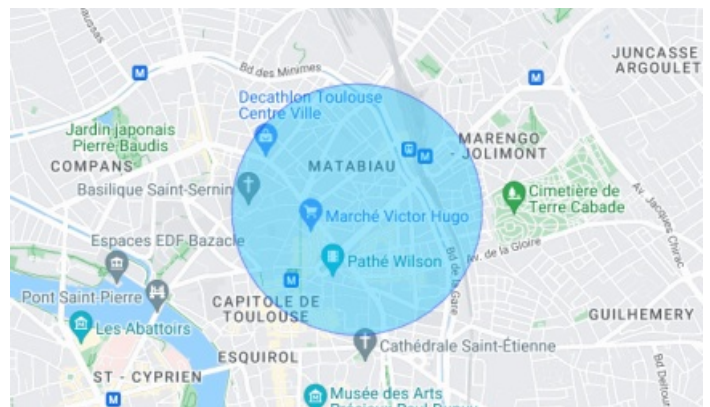 JUNCASSE
- ARGOULET
Bd des Minimes
Decathlon Toulouse
Centre Ville
Jardin japonais
Pierre Baudis
MARENGO
- JOLIMONT
COMPANS
MATABIAU
Basilique Saint-Sernin
Cimetière de
Terre Cabade
Av. Jacques Chirac
Marché Victor Hugo
Espaces EDF Bazacle
Pathé Wilson
Av. de la Gloire
Bd de la Gare
Pont Saint-Pierre
CAPITOLE DE
TOULOUSE
GUILHEMERY
Les Abattoirs
Cathédrale Saint-Étienne
ESQUIROL
ST - CYPRIEN
Musée des Arts